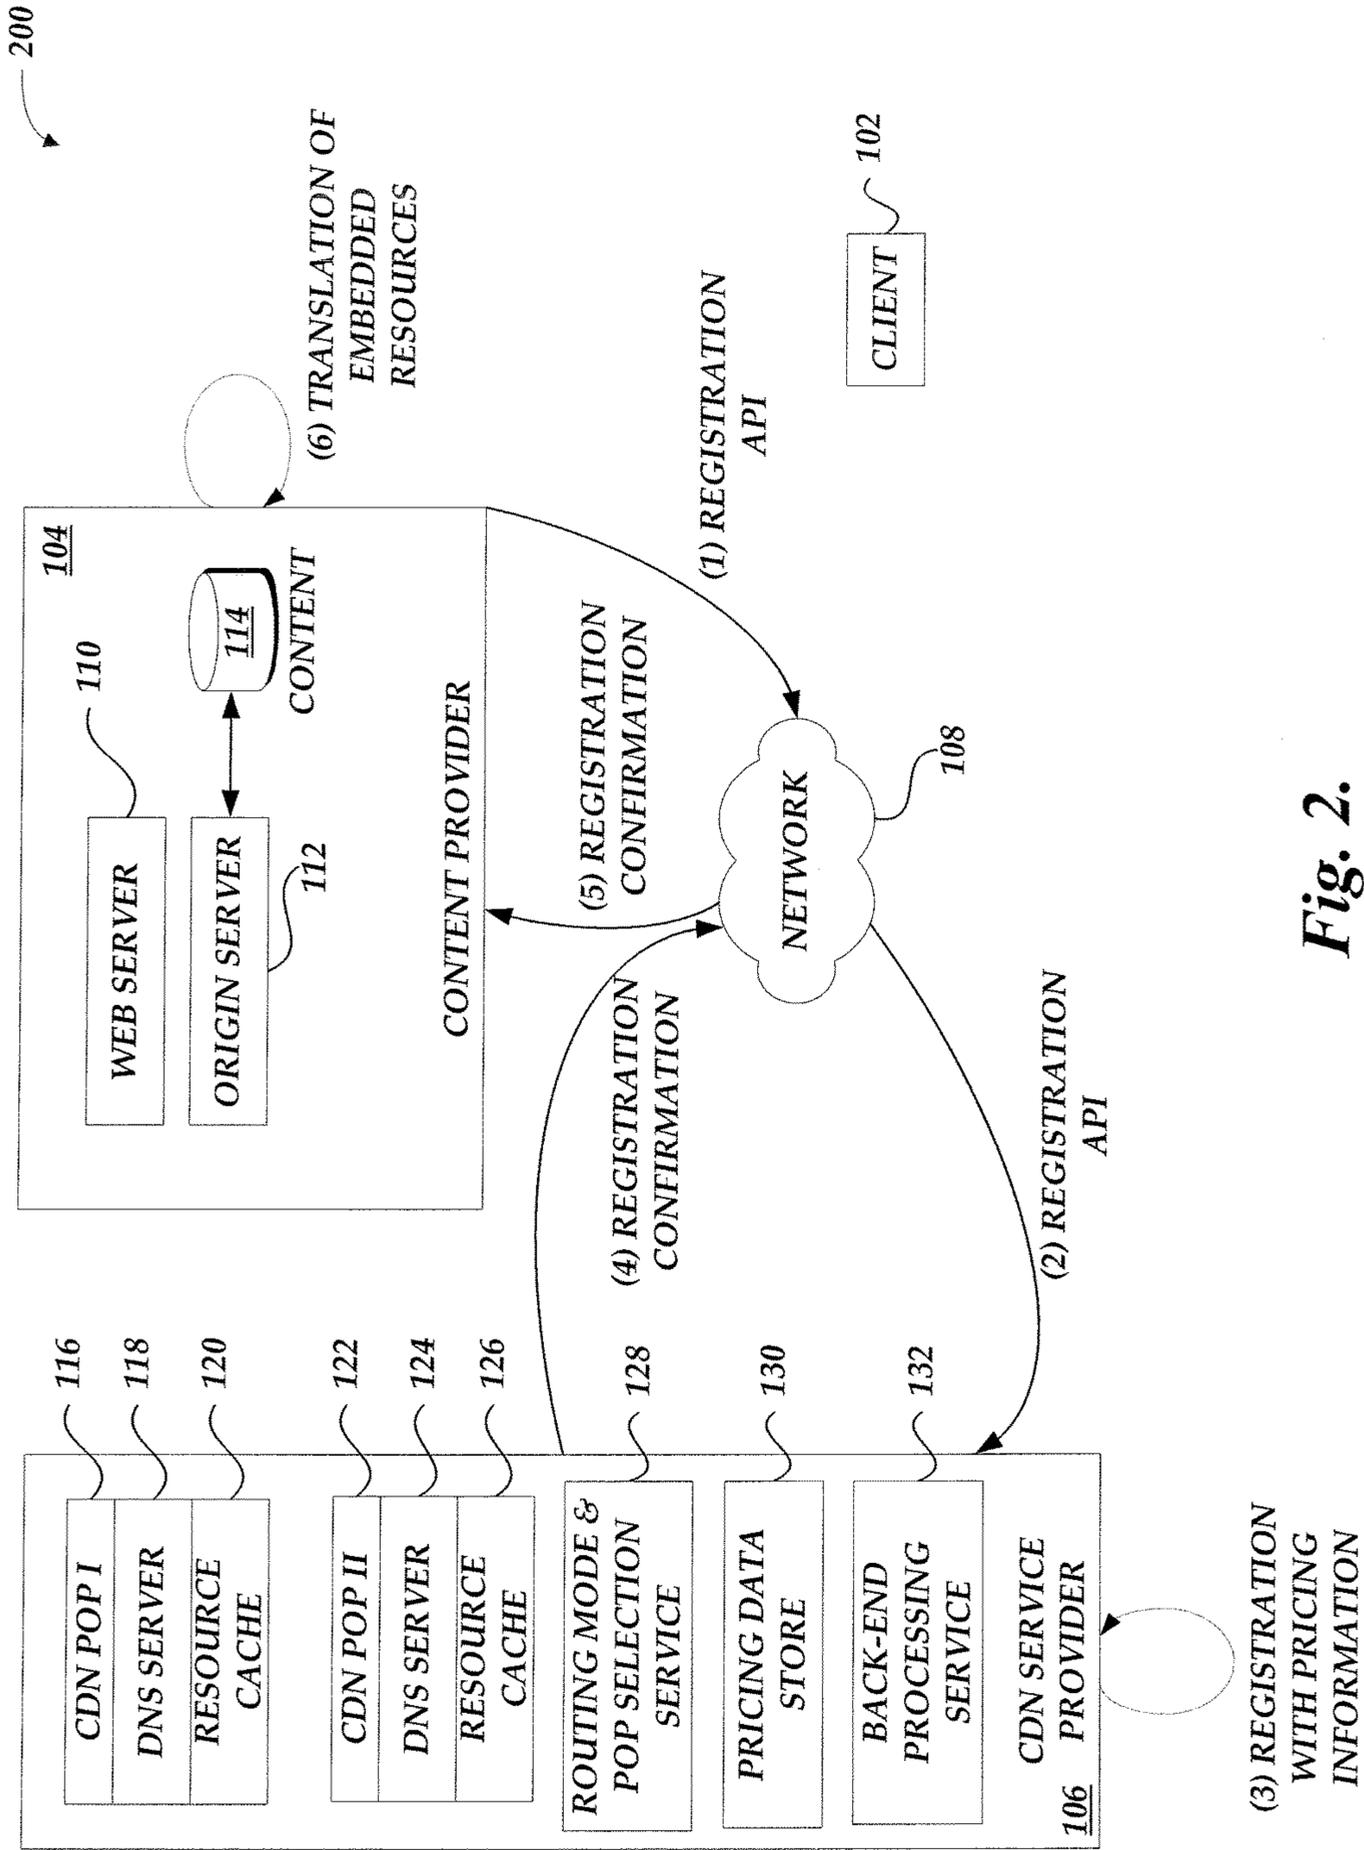 200
(6) TRANSLATION OF
EMBEDDED
RESOURCES
104
110
WEB SERVER
ORIGIN SERVER
112
114
CONTENT
CONTENT PROVIDER
(1) REGISTRATION
API
CLIENT
102
(5) REGISTRATION
CONFIRMATION
NETWORK
108
(4) REGISTRATION
CONFIRMATION
(2) REGISTRATION
API
116
118
120
CDN POP I
DNS SERVER
RESOURCE
CACHE
122
124
126
CDN POP II
DNS SERVER
RESOURCE
CACHE
128
ROUTING MODE &
POP SELECTION
SERVICE
130
PRICING DATA
STORE
132
BACK-END
PROCESSING
SERVICE
CDN SERVICE
PROVIDER
106
(3) REGISTRATION
WITH PRICING
INFORMATION
Fig. 2.